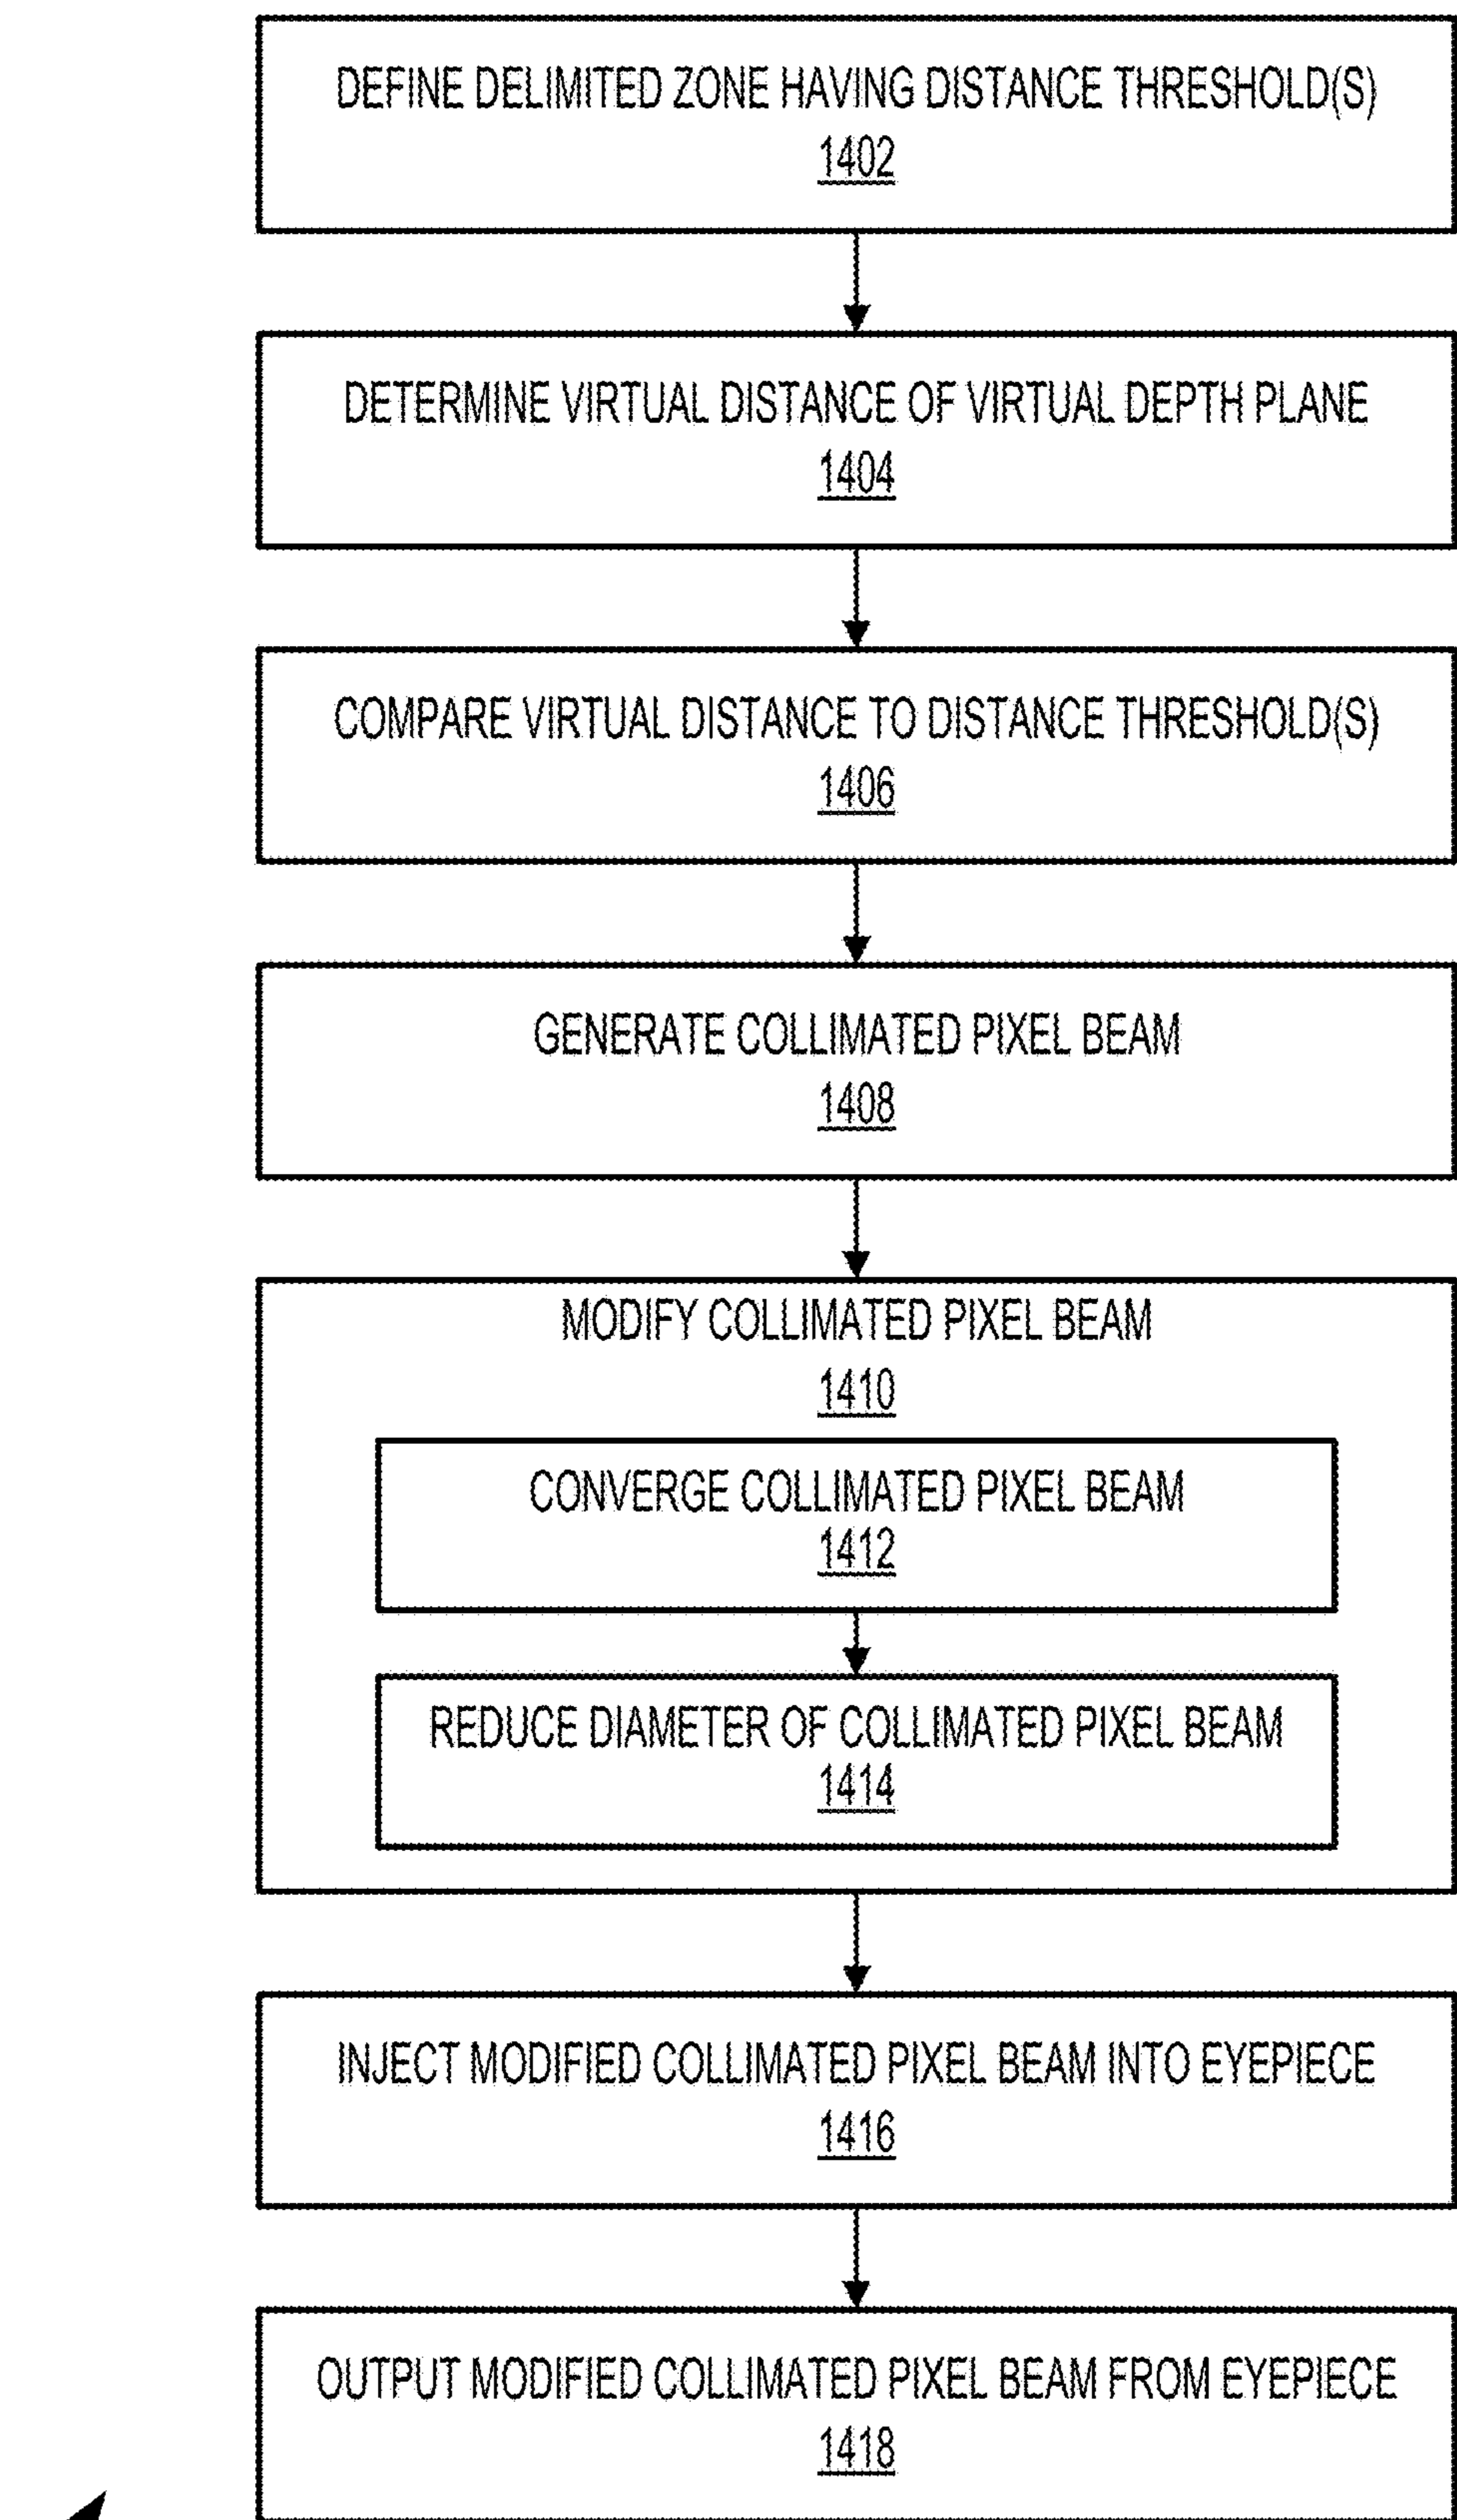 DEFINE DELIMITED ZONE HAVING DISTANCE THRESHOLD(S)
1402
DETERMINE VIRTUAL DISTANCE OF VIRTUAL DEPTH PLANE
1404
COMPARE VIRTUAL DISTANCE TO DISTANCE THRESHOLD(S)
1406
GENERATE COLLIMATED PIXEL BEAM
1408
MODIFY COLLIMATED PIXEL BEAM
1410
CONVERGE COLLIMATED PIXEL BEAM
1412
REDUCE DIAMETER OF COLLIMATED PIXEL BEAM
1414
INJECT MODIFIED COLLIMATED PIXEL BEAM INTO EYEPIECE
1416
OUTPUT MODIFIED COLLIMATED PIXEL BEAM FROM EYEPIECE
1418